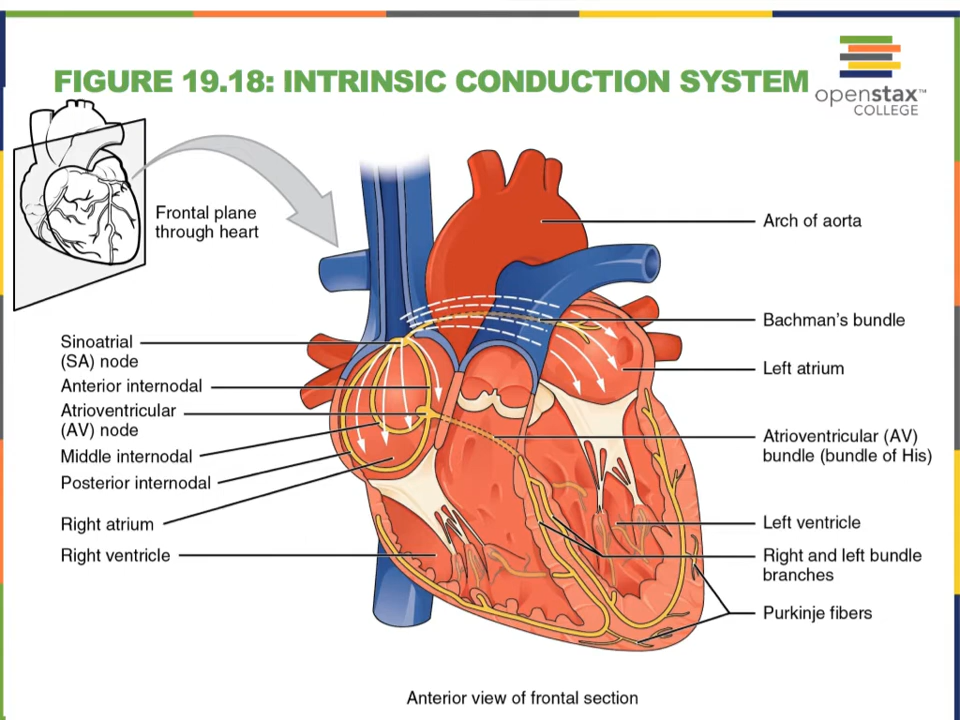 FIGURE 19.18: INTRINSIC CONDUCTION SYSTEM
openstax™
COLLEGE
Frontal plane
through heart
Sinoatrial
(SA) node
Anterior internodal
Atrioventricular
(AV) node
Middle internodal
Posterior internodal
Right atrium
Right ventricle
Arch of aorta
Bachman's bundle
Left atrium
Atrioventricular (AV)
bundle (bundle of His)
Left ventricle
Right and left bundle
branches
Purkinje fibers
Anterior view of frontal section